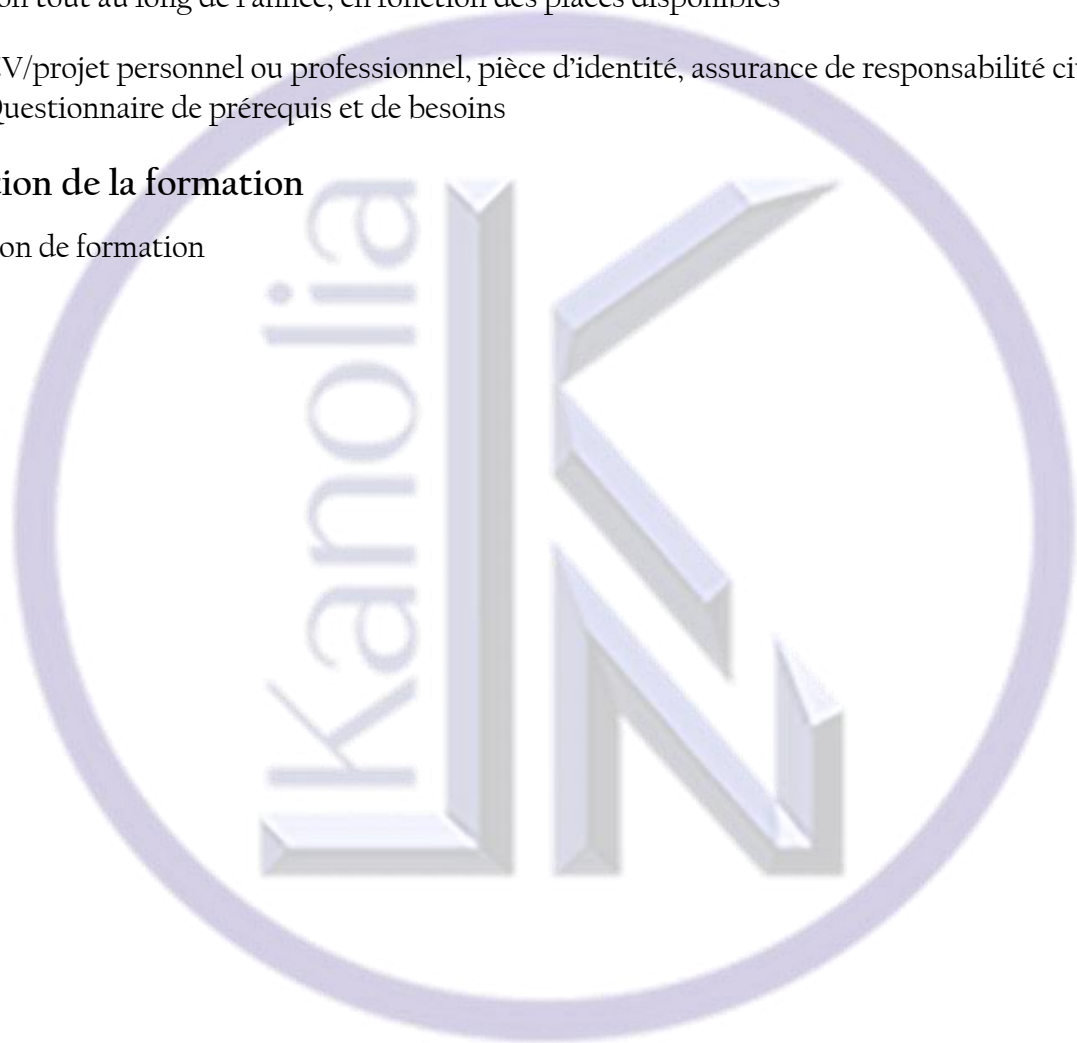 on tout au long de l'année, en fonction des places disponibles
V/projet personnel ou professionnel, pièce d'identité, assurance de responsabilité ci
Questionnaire de prérequis et de besoins
tion de la formation
on de formation
Kanolia